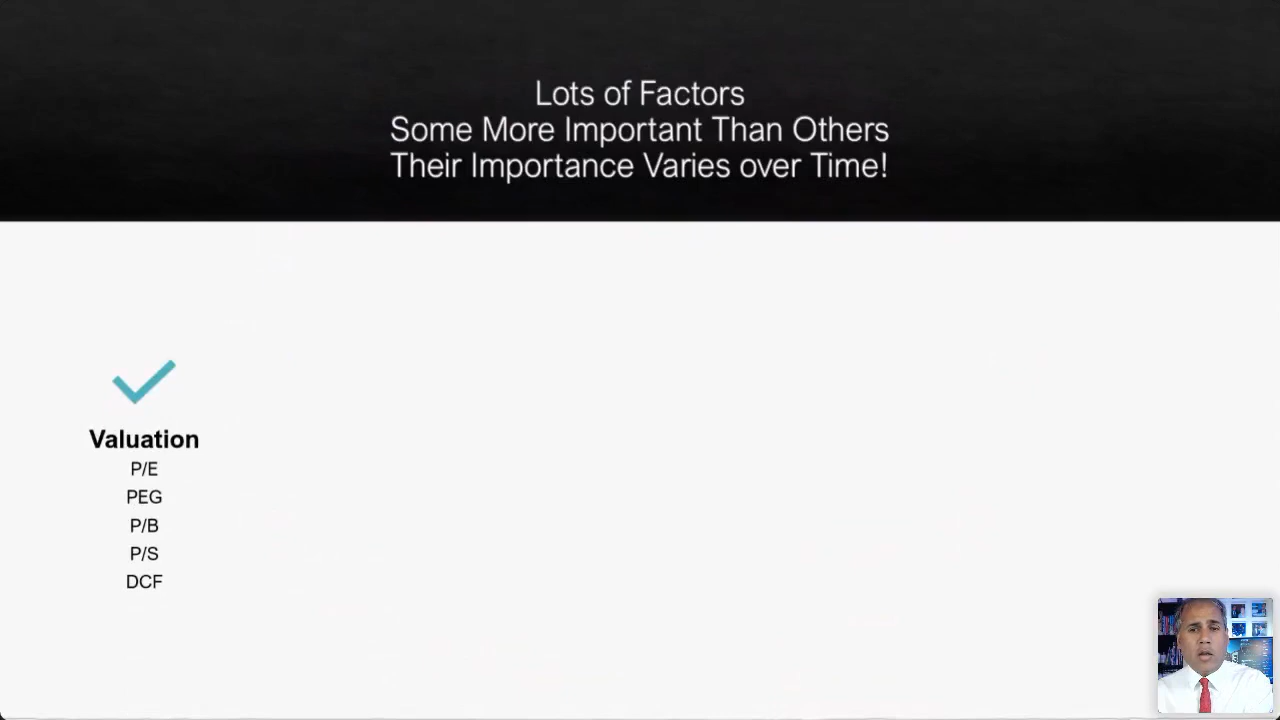 Lots of Factors
Some More Important Than Others
Their Importance Varies over Time!
Valuation
P/E
PEG
P/B
P/S
DCF